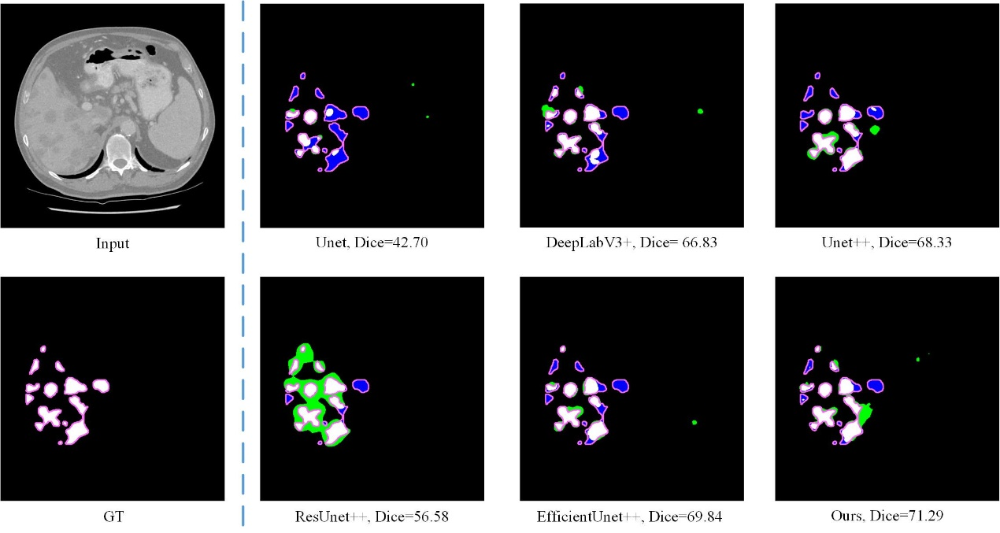 Input
Unet, Dice=42.70
DeepLabV3+, Dice= 66.83
Unet++, Dice=68.33
GT
ResUnet++, Dice=56.58
EfficientUnet++, Dice=69.84
Ours, Dice=71.29